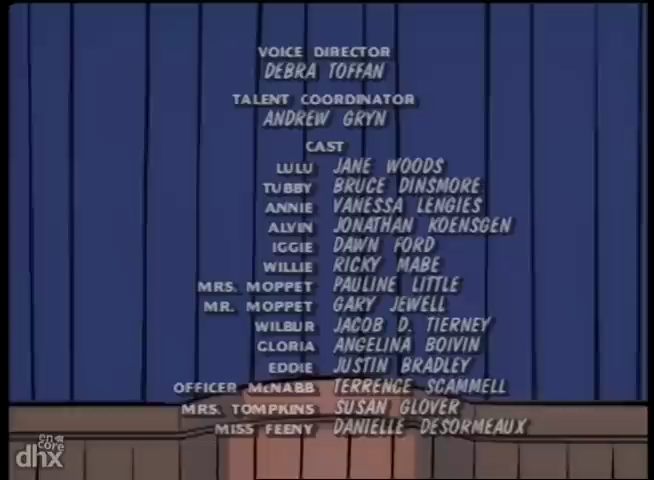 VOICE DIRECTOR
DEBRA TOFFAN
TALENT COORDINATOR
ANDREW GRYN
CAST
LULU JANE WOODS
TUBBY BRUCE DINSMORE
ANNIE VANESSA LENGIES
ALVIN JONATHAN KOENSGEN
IGGIE DAWN FORD
WILLIE RICKY MABE
MRS. MOPPET PAULINE LITTLE
MR. MOPPET GARY JEWELL
WILBUR JACOB D. TIERNEY
GLORIA ANGELINA BOIVIN
EDDIE JUSTIN BRADLEY
OFFICER McNABB TERRENCE SCAMMELL
MRS. TOMPKINS SUSAN GLOVER
MISS FEENY DANIELLE DESORMEAUX
encore
dhx